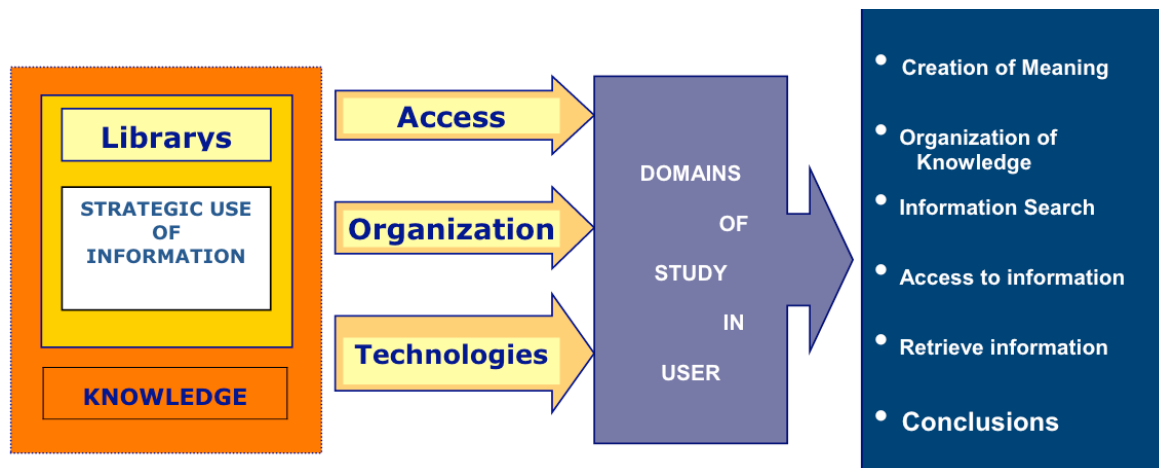 Librarys
STRATEGIC USE
OF
INFORMATION
KNOWLEDGE
Access
Organization
Technologies
DOMAINS
OF
STUDY
IN
USER
• Creation of Meaning
• Organization of
Knowledge
• Information Search
• Access to information
• Retrieve information
• Conclusions